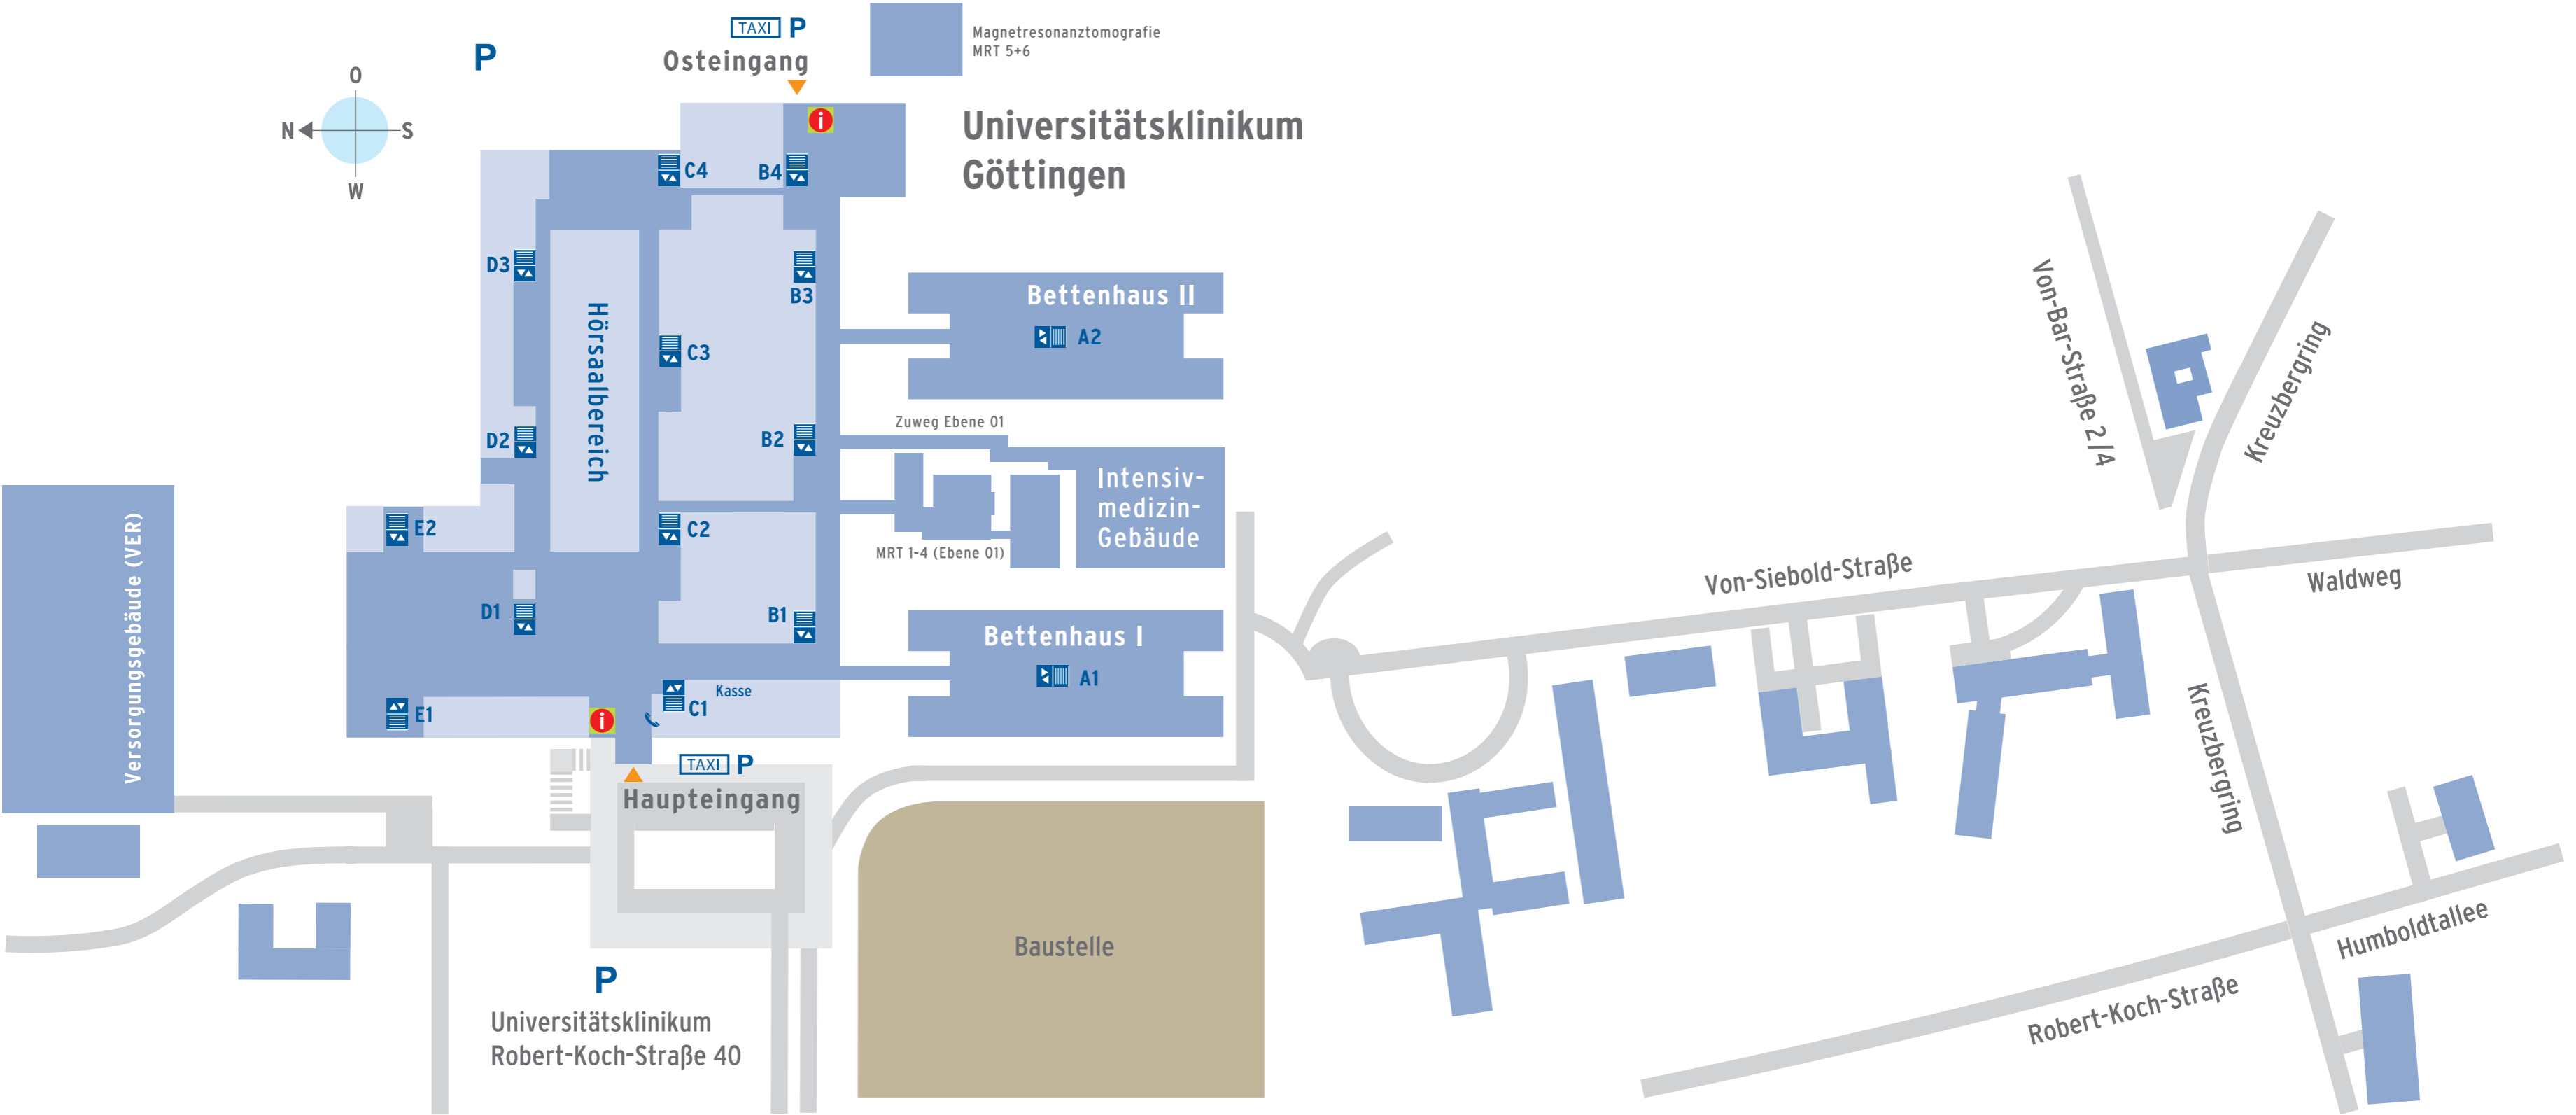 TAXI P
Osteingang
P
Magnetresonanztomografie
MRT 5+6
O
N
S
W
Universitätsklinikum
Göttingen
i
C4
B4
D3
B3
C3
Hörsaalbereich
Bettenhaus II
A2
Zuweg Ebene 01
D2
B2
Intensiv-
medizin-
Gebäude
MRT 1-4 (Ebene 01)
E2
C2
D1
B1
Bettenhaus I
A1
Kasse
C1
E1
i
Versorgungsgebäude (VER)
TAXI P
Haupteingang
P
Universitätsklinikum
Robert-Koch-Straße 40
Baustelle
Von-Bar-Straße 2/4
Kreuzbergring
Von-Siebold-Straße
Waldweg
Kreuzbergring
Humboldtallee
Robert-Koch-Straße